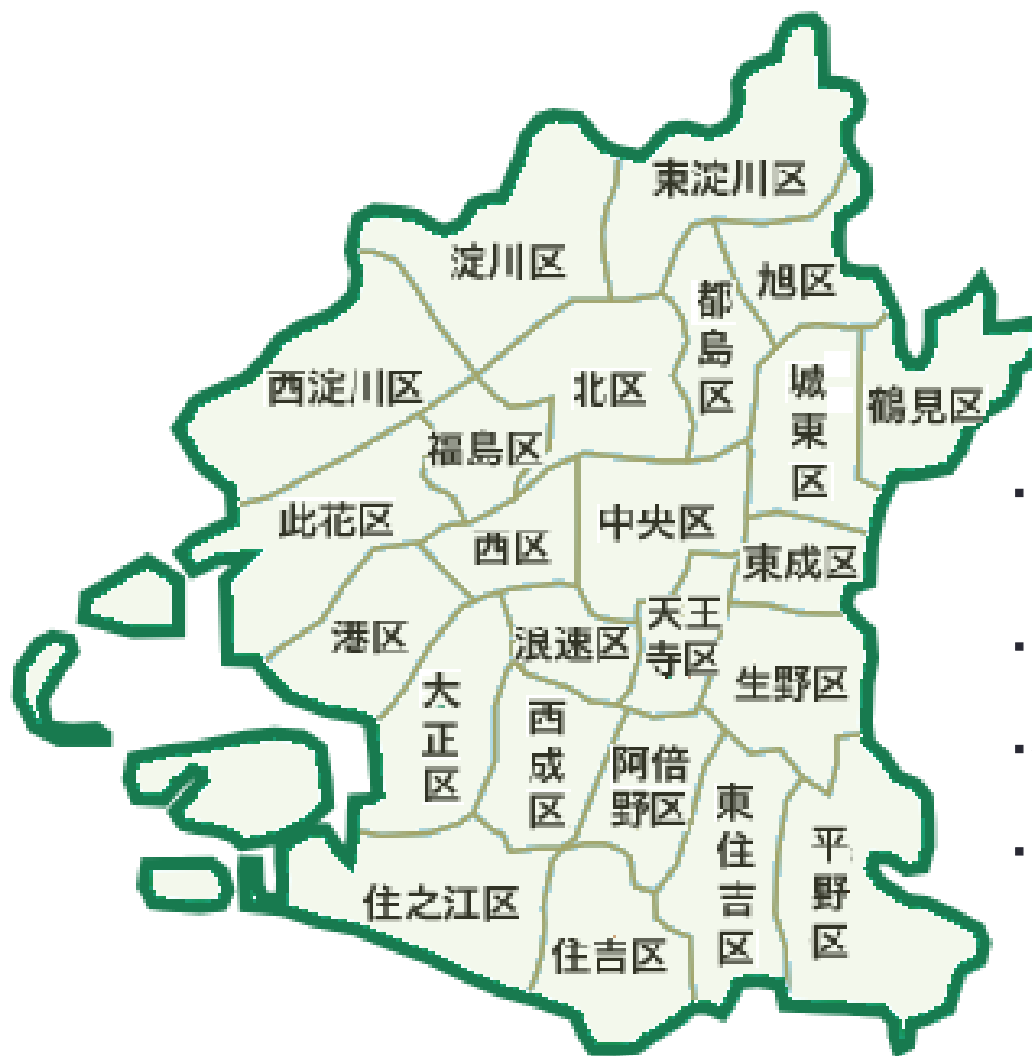 東淀川区
淀川区
旭区
都島区
西淀川区
北区
城東区
鶴見区
福島区
此花区
西区
中央区
東成区
港区
浪速区
天王
寺区
生野区
大正区
西成区
阿倍
野区
東住吉区
平野区
住之江区
住吉区